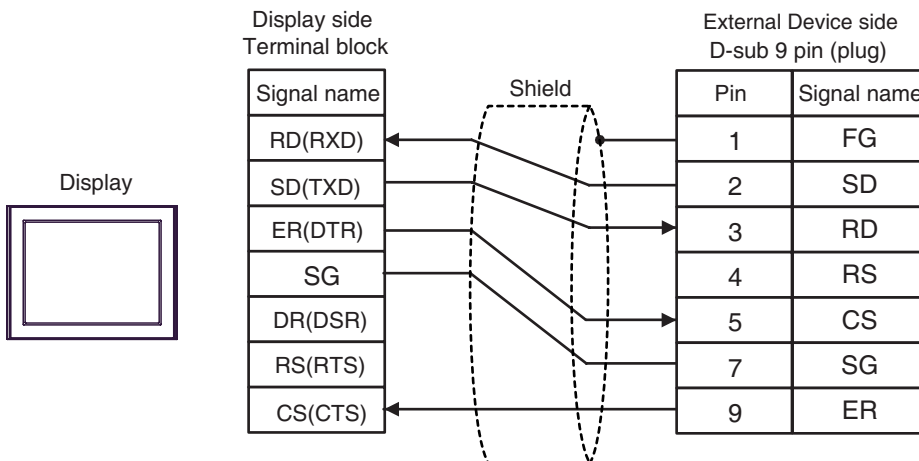 Display side
Terminal block
External Device side
D-sub 9 pin (plug)
Display
Shield
Signal name
RD(RXD)
SD(TXD)
ER(DTR)
SG
DR(DSR)
RS(RTS)
CS(CTS)
Pin Signal name
1 FG
2 SD
3 RD
4 RS
5 CS
7 SG
9 ER